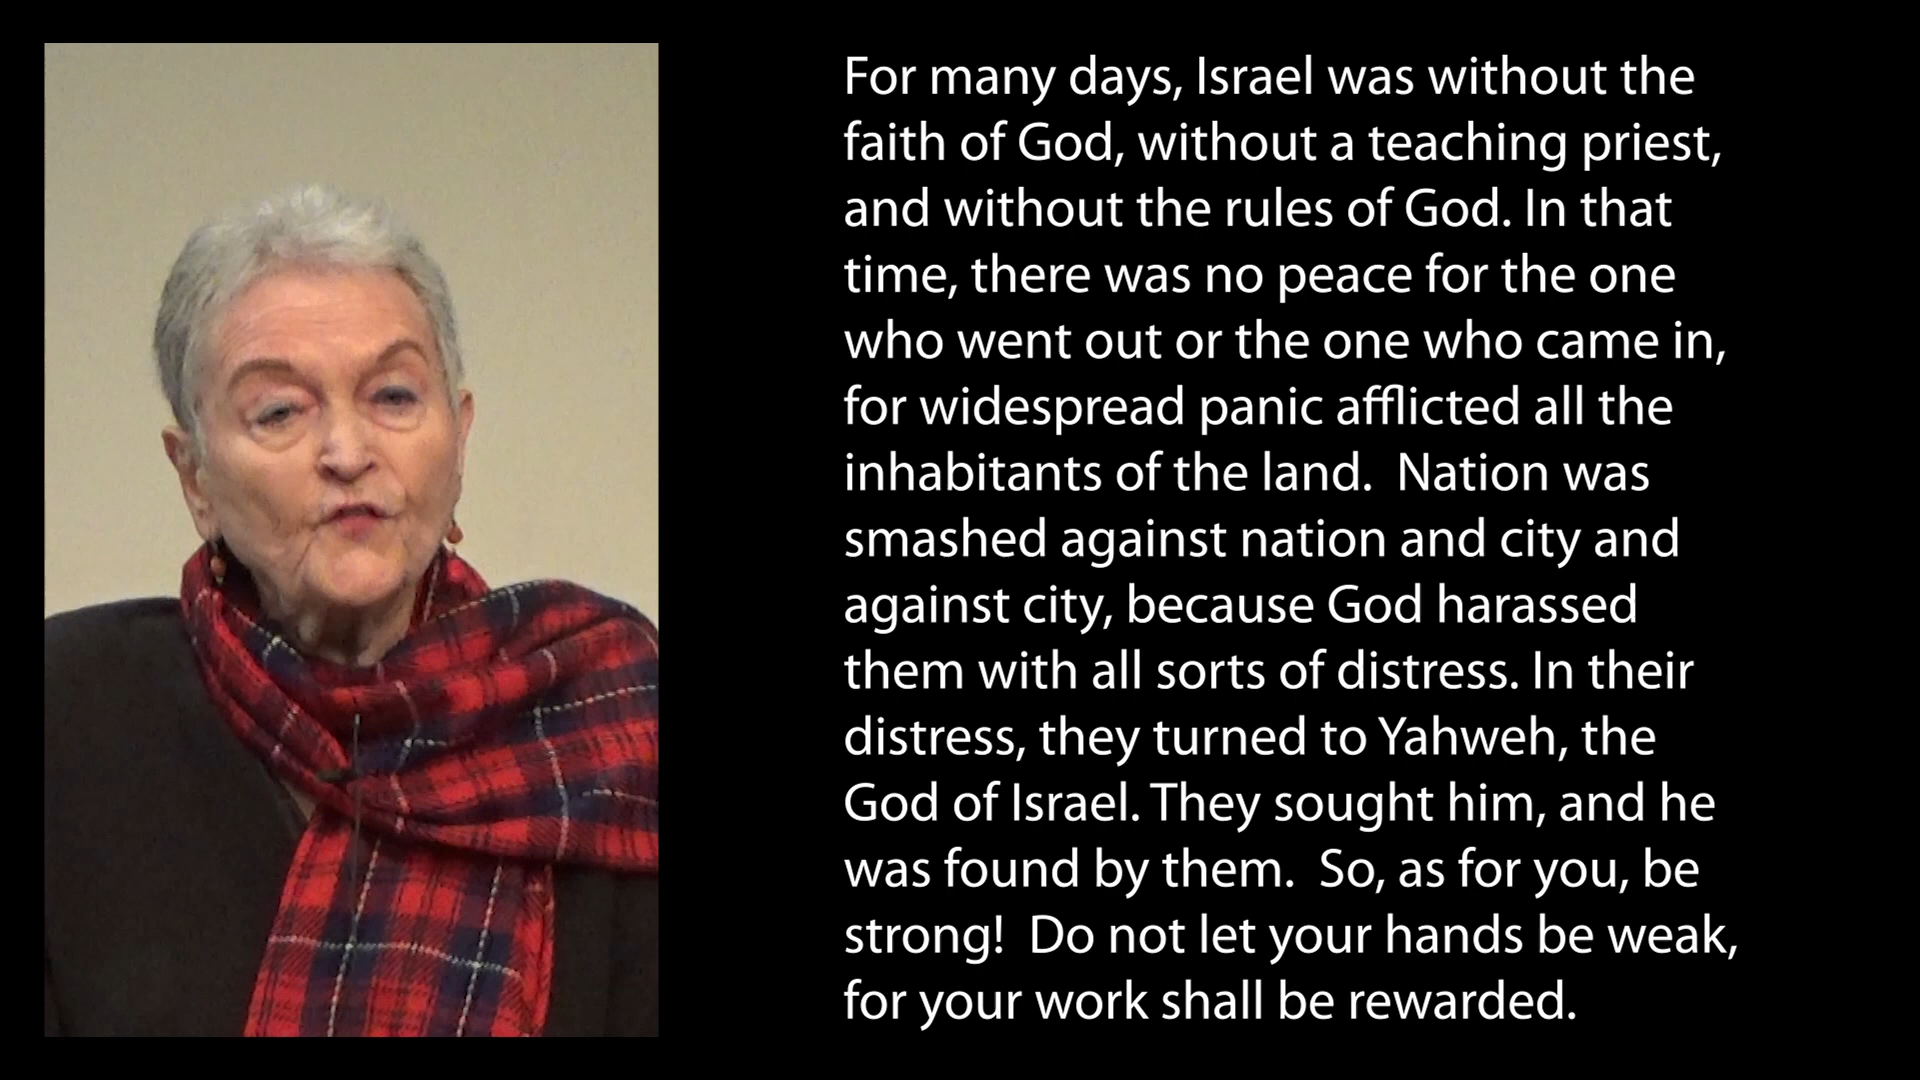 For many days, Israel was without the
faith of God, without a teaching priest,
and without the rules of God. In that
time, there was no peace for the one
who went out or the one who came in,
for widespread panic afflicted all the
inhabitants of the land.  Nation was
smashed against nation and city and
against city, because God harassed
them with all sorts of distress. In their
distress, they turned to Yahweh, the
God of Israel. They sought him, and he
was found by them.  So, as for you, be
strong!  Do not let your hands be weak,
for your work shall be rewarded.